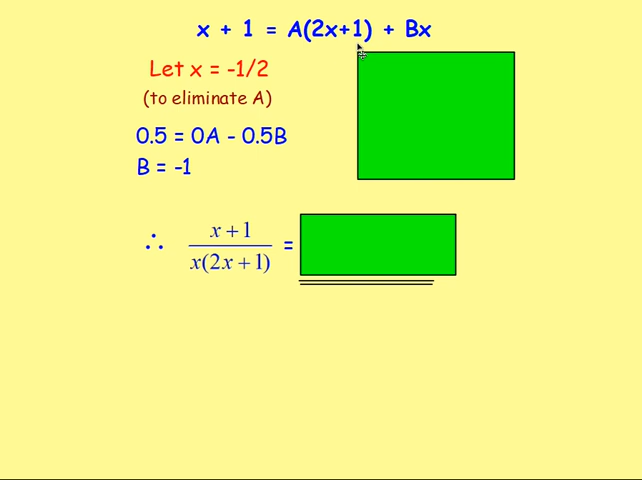 x + 1 = A(2x+1) + Bx
Let x = -1/2
(to eliminate A)
0.5 = 0A - 0.5B
B = -1
∴ x+1 / x(2x+1) =